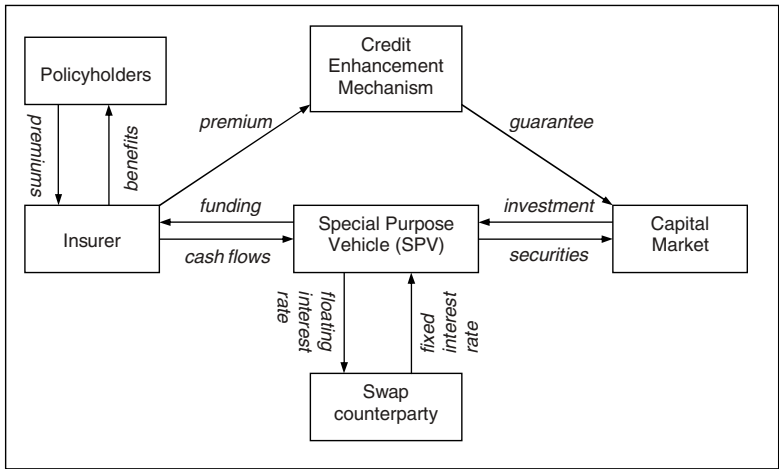 Policyholders
Credit
Enhancement
Mechanism
premiums
benefits
premium
guarantee
Insurer
funding
cash flows
Special Purpose
Vehicle (SPV)
investment
securities
Capital
Market
floating
interest
rate
fixed
interest
rate
Swap
counterparty